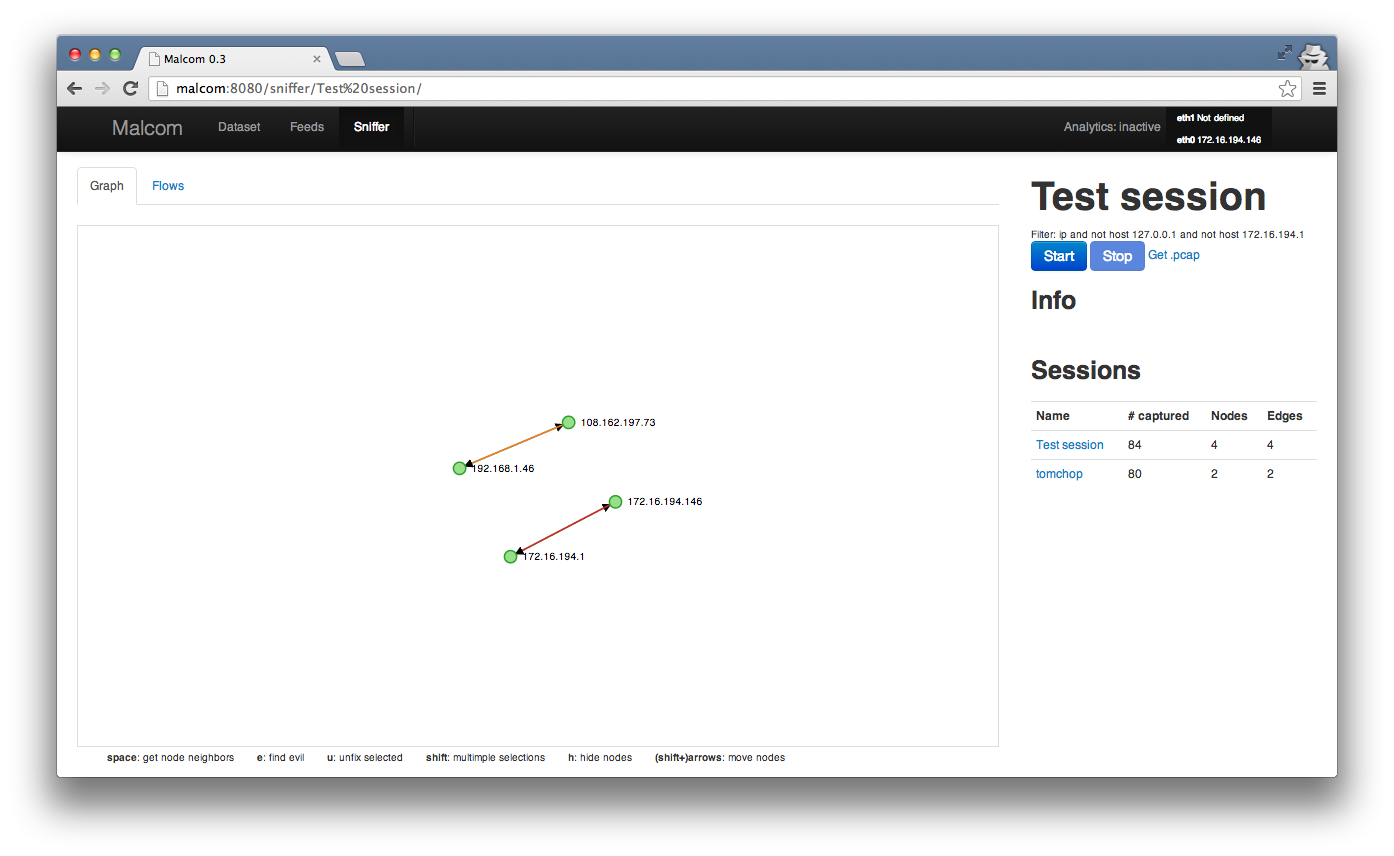 Malcom 0.3
malcom:8080/sniffer/Test%20session/
Malcom Dataset Feeds Sniffer Analytics: inactive
eth1 Not defined
eth0 172.16.194.146
Graph Flows
Test session
Filter: ip and not host 127.0.0.1 and not host 172.16.194.1
Start Stop Get .pcap
Info
Sessions
Name # captured Nodes Edges
Test session 84 4 4
tomchop 80 2 2
108.162.197.73
192.168.1.46
172.16.194.146
172.16.194.1
space: get node neighbors e: find evil u: unfix selected shift: multimple selections h: hide nodes (shift+)arrows: move nodes